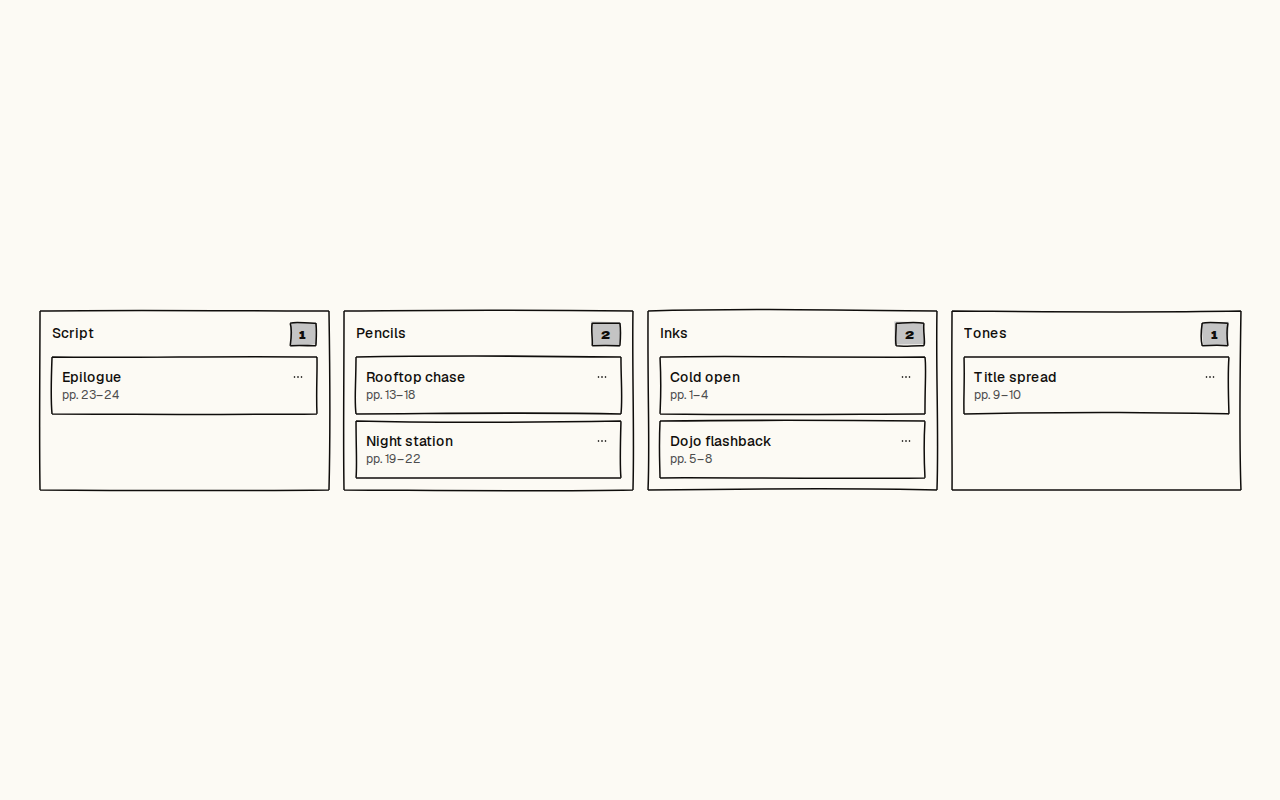 Script 1
Epilogue ...
pp. 23–24
Pencils 2
Rooftop chase ...
pp. 13–18
Night station ...
pp. 19–22
Inks 2
Cold open ...
pp. 1–4
Dojo flashback ...
pp. 5–8
Tones 1
Title spread ...
pp. 9–10